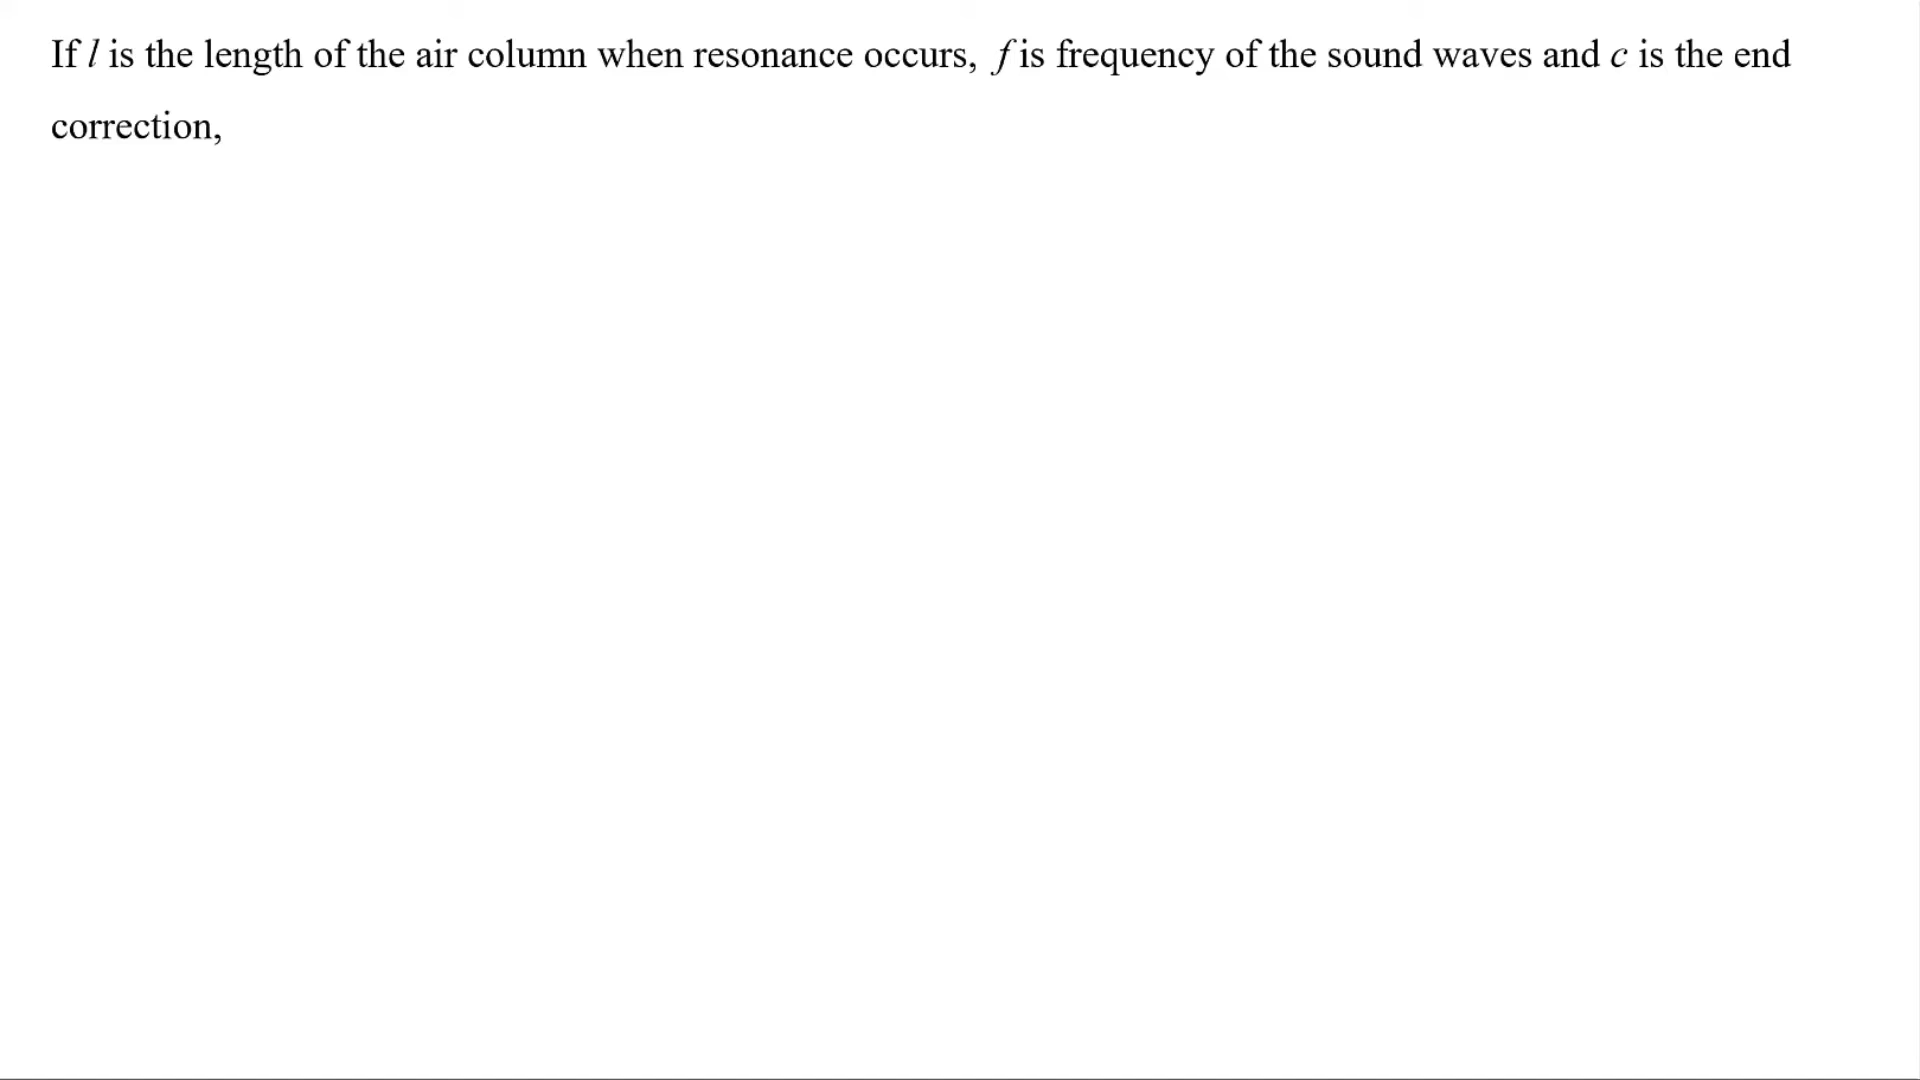 If l is the length of the air column when resonance occurs, f is frequency of the sound waves and c is the end
correction,